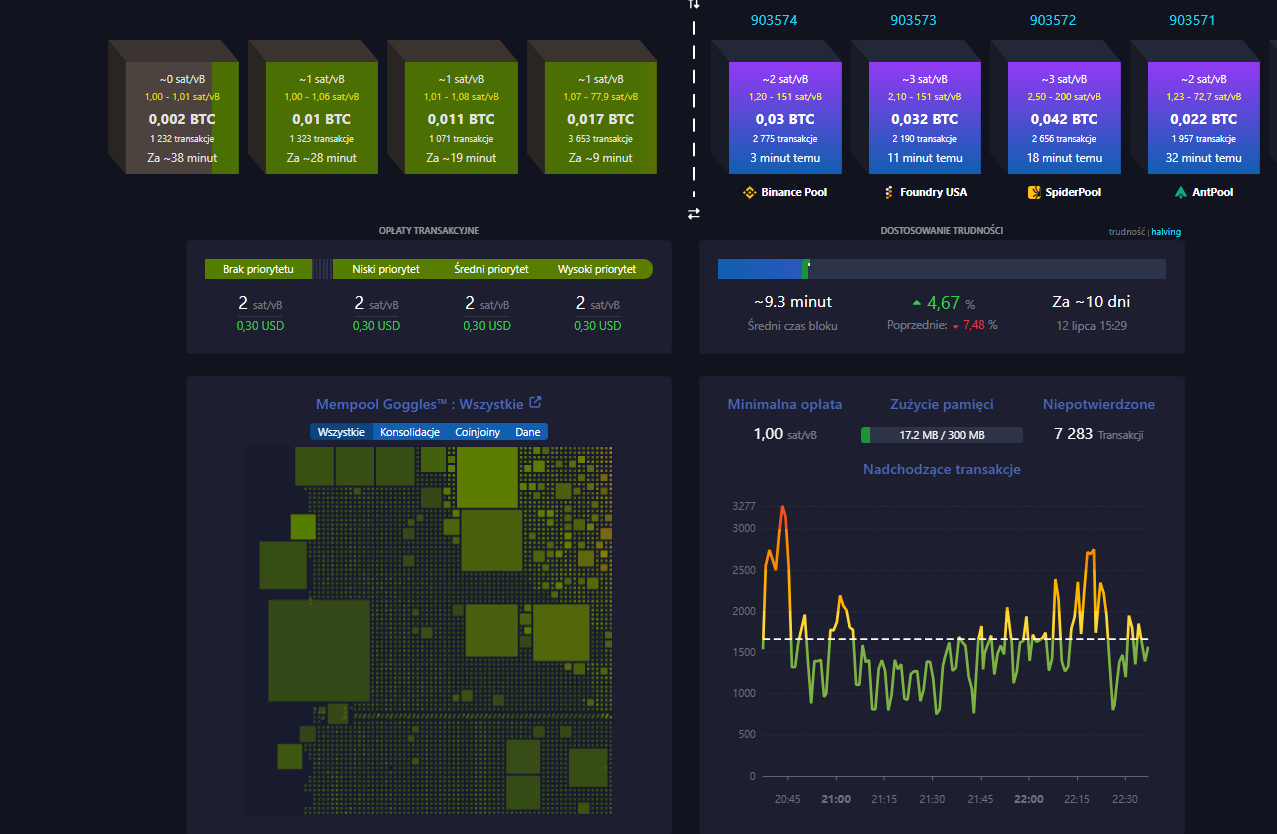 903574 903573 903572 903571
~0 sat/vB ~1 sat/vB ~1 sat/vB ~1 sat/vB ~2 sat/vB ~3 sat/vB ~3 sat/vB ~2 sat/vB
1,00 - 1,01 sat/vB 1,00 - 1,06 sat/vB 1,01 - 1,08 sat/vB 1,07 - 77,9 sat/vB 1,20 - 151 sat/vB 2,10 - 151 sat/vB 2,50 - 200 sat/vB 1,23 - 72,7 sat/vB
0,002 BTC 0,01 BTC 0,011 BTC 0,017 BTC 0,03 BTC 0,032 BTC 0,042 BTC 0,022 BTC
1 232 transakcje 1 323 transakcje 1 071 transakcje 3 653 transakcje 2 775 transakcje 2 190 transakcje 2 656 transakcje 1 957 transakcje
Za ~38 minut Za ~28 minut Za ~19 minut Za ~9 minut 3 minut temu 11 minut temu 18 minut temu 32 minut temu
Binance Pool Foundry USA SpiderPool AntPool
OPŁATY TRANSAKCYJNE
Brak priorytetu Niski priorytet Średni priorytet Wysoki priorytet
2 sat/vB 2 sat/vB 2 sat/vB 2 sat/vB
0,30 USD 0,30 USD 0,30 USD 0,30 USD
DOSTOSOWANIE TRUDNOŚCI
trudność | halving
~9.3 minut 4,67 % Za ~10 dni
Średni czas bloku Poprzednie: 7,48 % 12 lipca 15:29
Mempool Goggles™ : Wszystkie
Wszystkie Konsolidacje Coinjoiny Dane
Minimalna opłata Zużycie pamięci Niepotwierdzone
1,00 sat/vB 17.2 MB / 300 MB 7 283 Transakcji
Nadchodzące transakcje
3277
3000
2500
2000
1500
1000
500
0
20:45 21:00 21:15 21:30 21:45 22:00 22:15 22:30